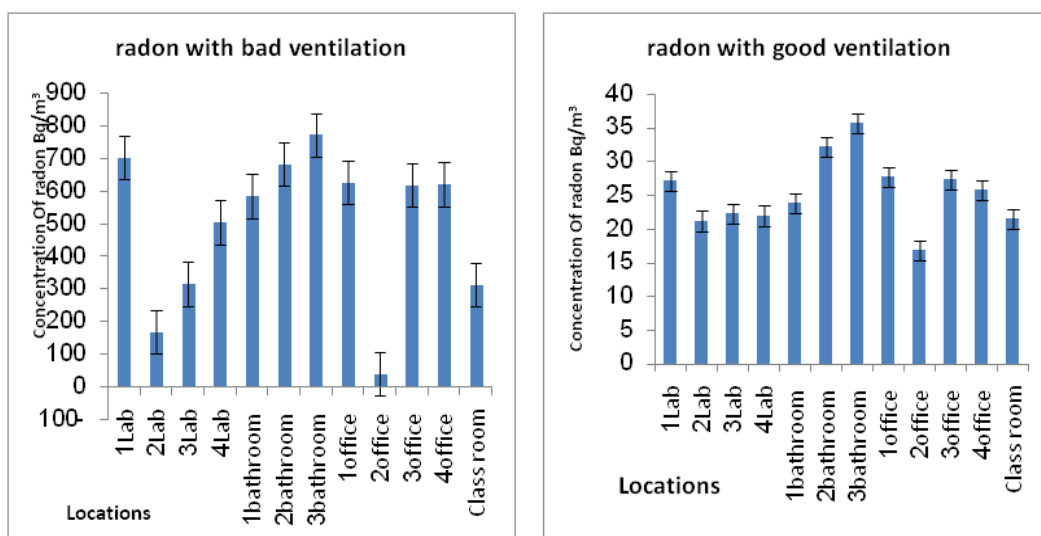 radon with bad ventilation
Concentration Of radon Bq/m³
900
800
700
600
500
400
300
200
100
0
100-
1Lab
2Lab
3Lab
4Lab
1bathroom
2bathroom
3bathroom
1office
2office
3office
4office
Class room
Locations
radon with good ventilation
Concentration Of radon Bq/m³
40
35
30
25
20
15
10
5
0
1Lab
2Lab
3Lab
4Lab
1bathroom
2bathroom
3bathroom
1office
2office
3office
4office
Class room
Locations